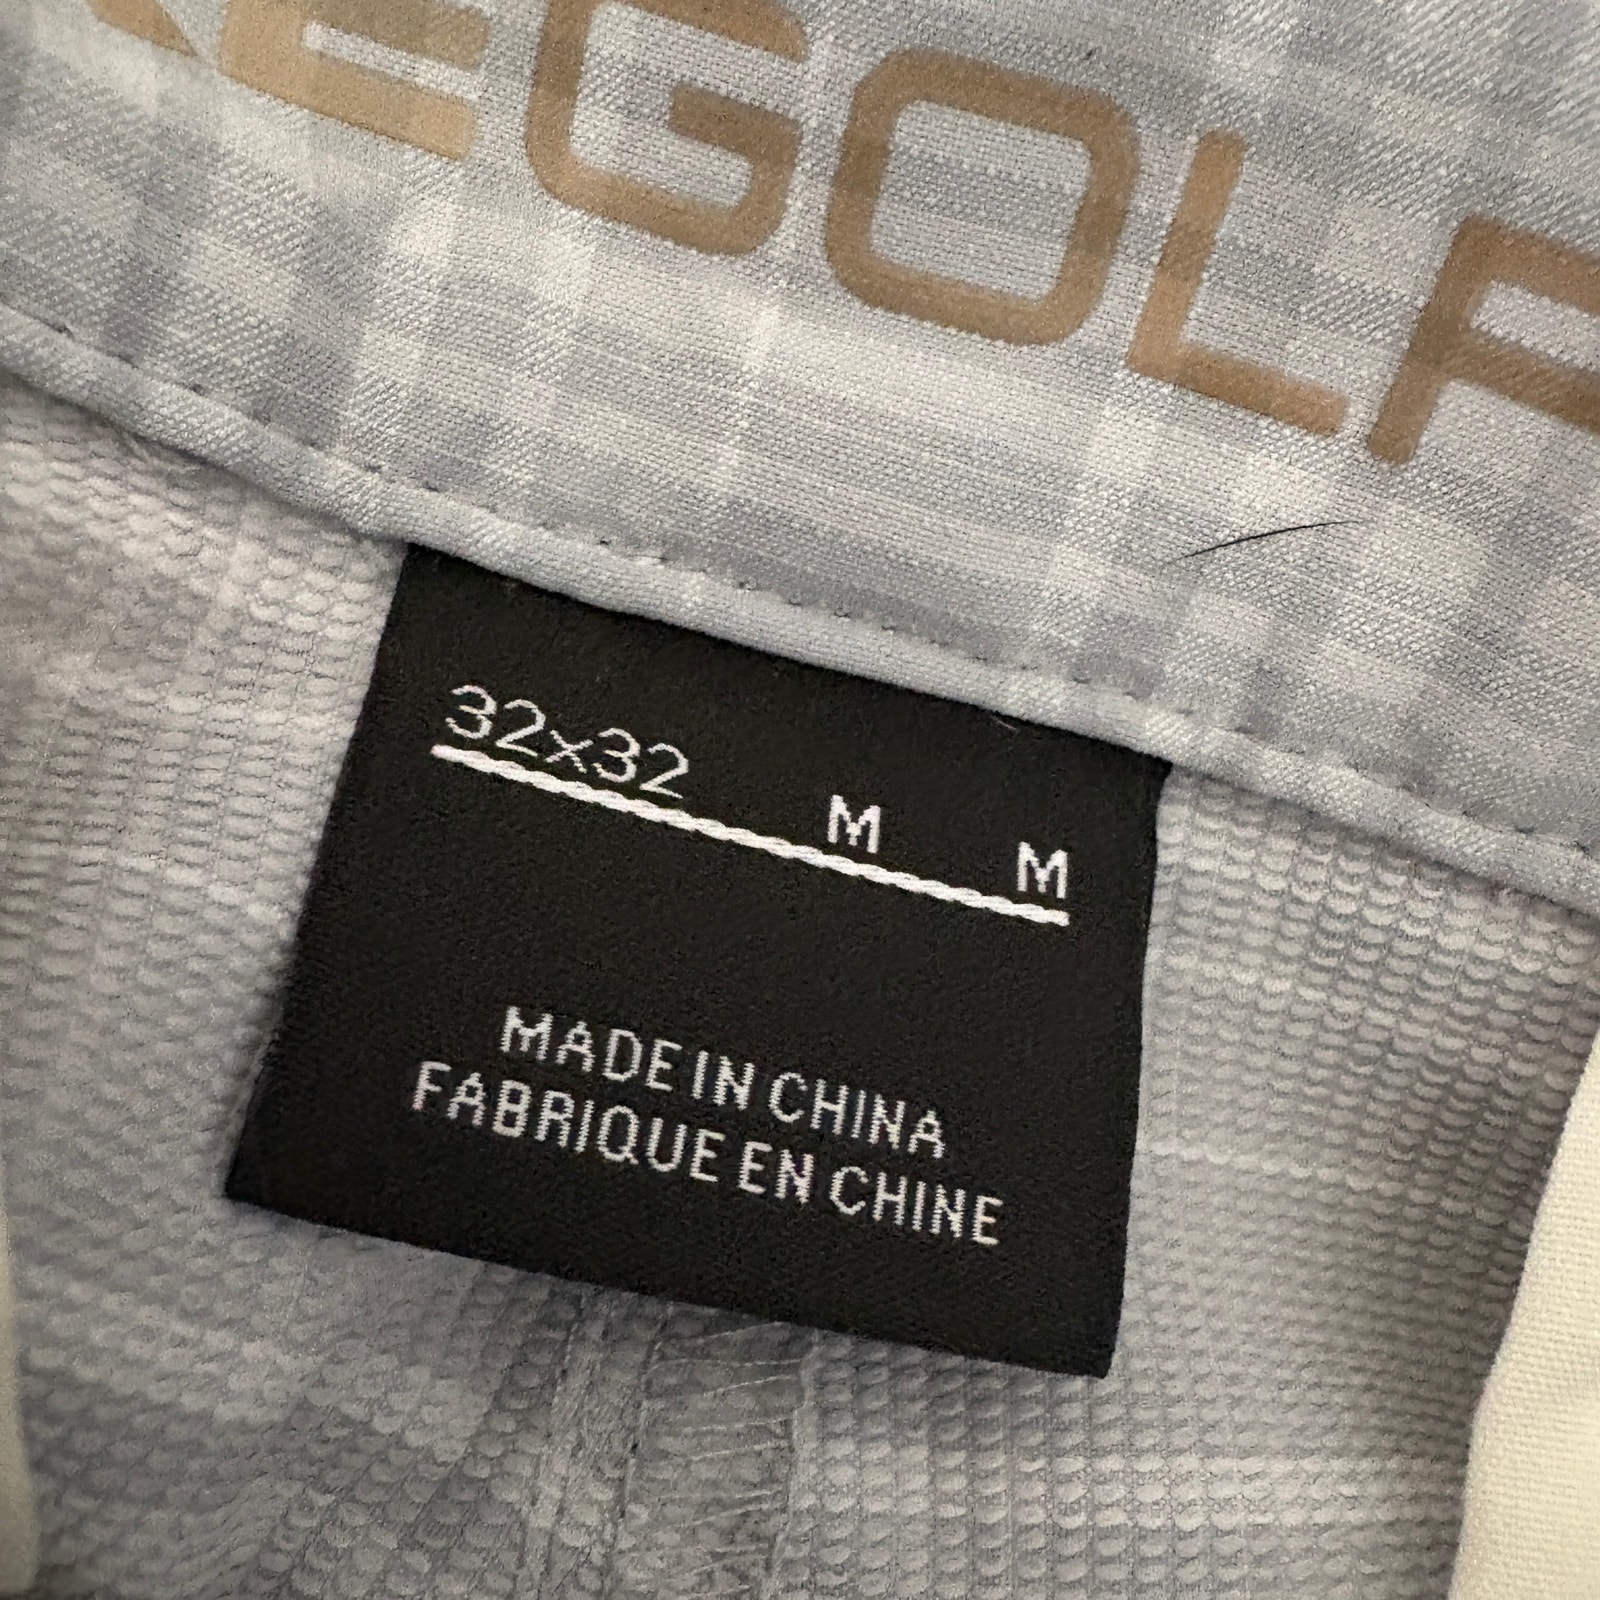 EGOLF
32x32 M M
MADE IN CHINA
FABRIQUE EN CHINE